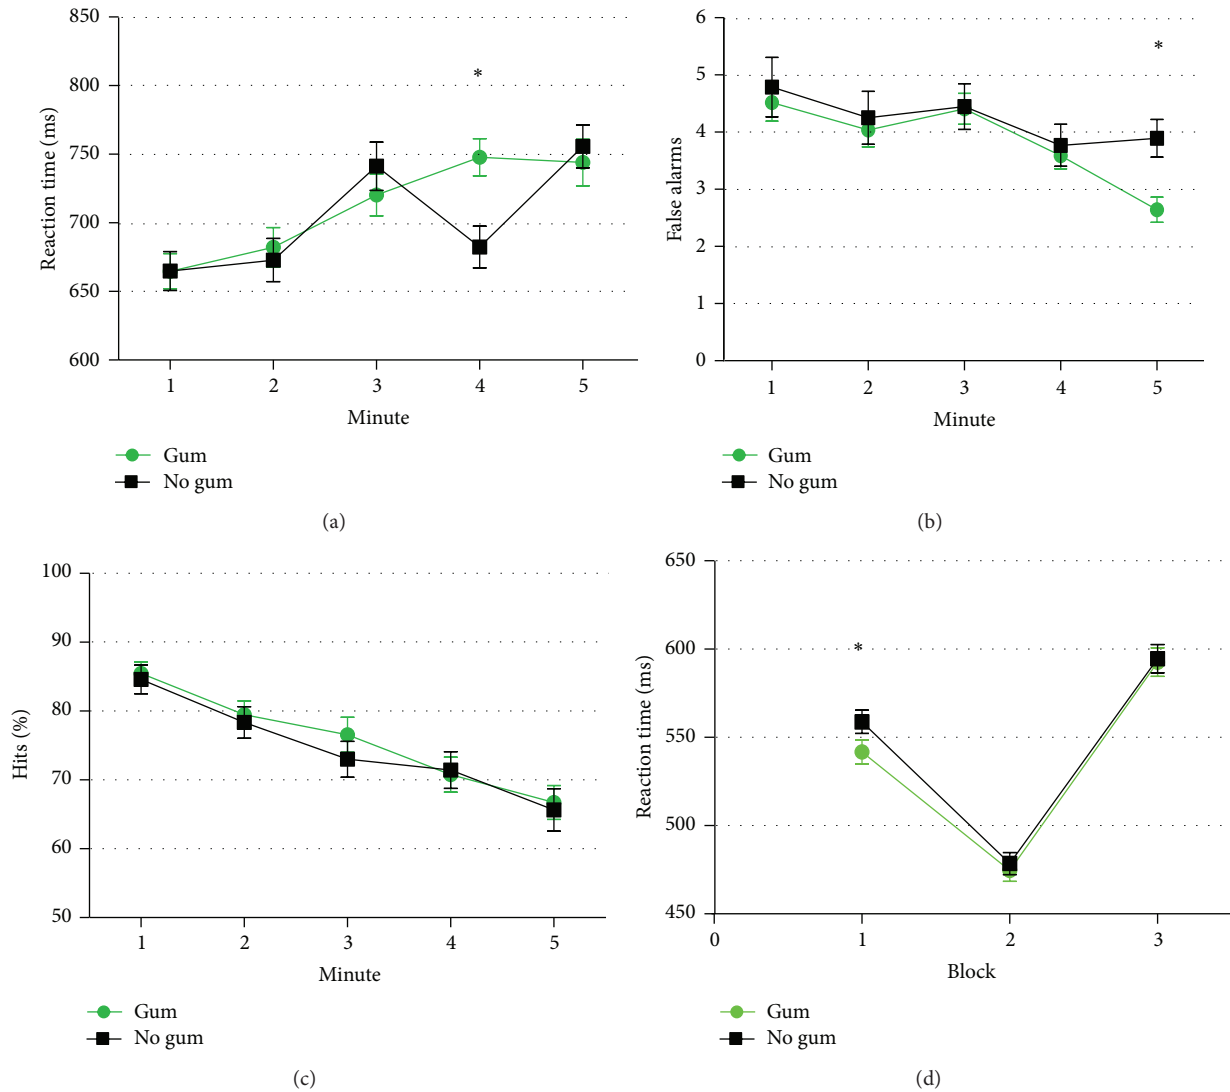 850
800
750
700
650
600
Reaction time (ms)
*
1 2 3 4 5
Minute
Gum
No gum
(a)
6
5
4
3
2
1
0
False alarms
*
1 2 3 4 5
Minute
Gum
No gum
(b)
100
90
80
70
60
50
Hits (%)
1 2 3 4 5
Minute
Gum
No gum
(c)
650
600
550
500
450
Reaction time (ms)
*
0 1 2 3
Block
Gum
No gum
(d)